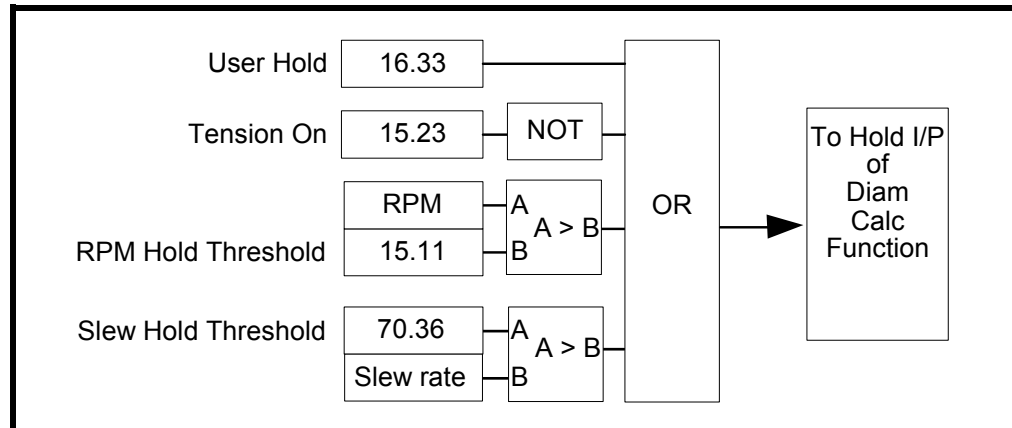 User Hold 16.33
Tension On 15.23 NOT
RPM A
A > B
RPM Hold Threshold 15.11 B
Slew Hold Threshold 70.36 A
A > B
Slew rate B
OR
To Hold I/P
of
Diam
Calc
Function